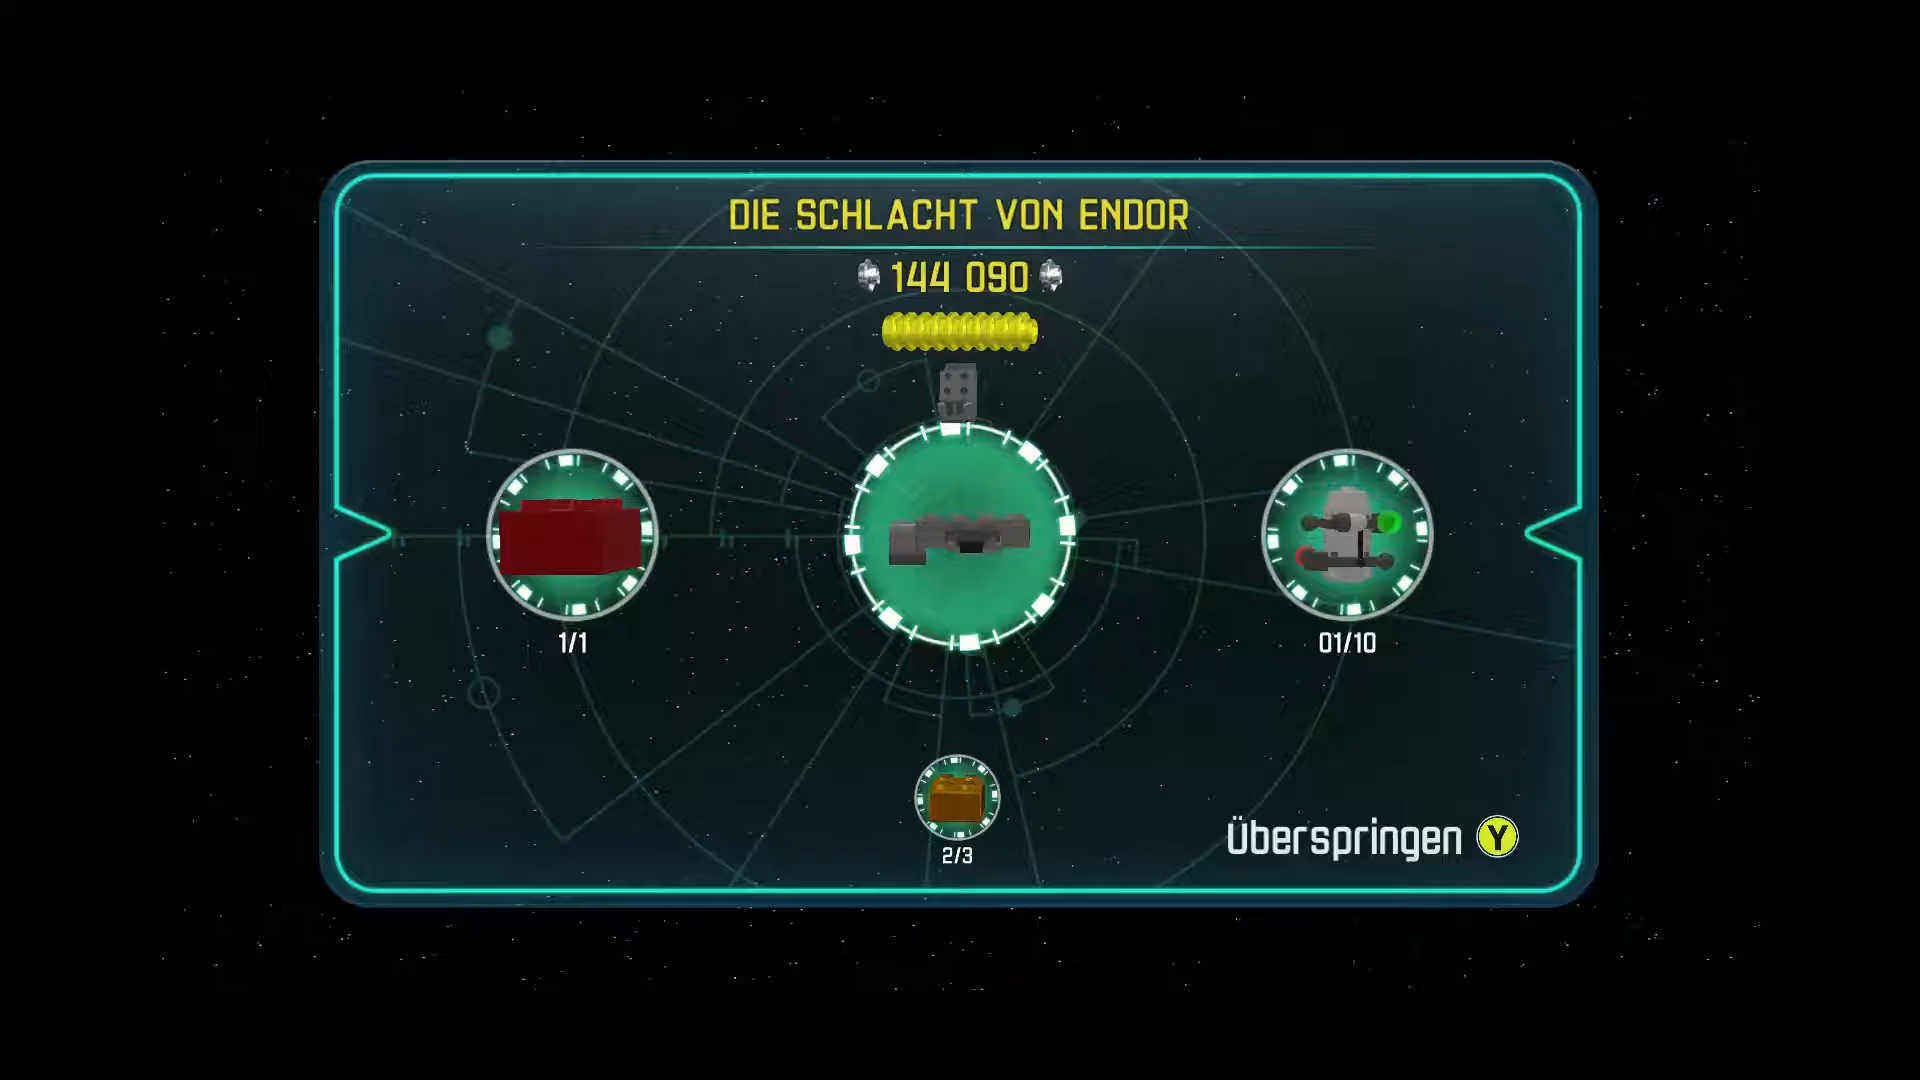 DIE SCHLACHT VON ENDOR
144 090
1/1
01/10
2/3
Überspringen Y